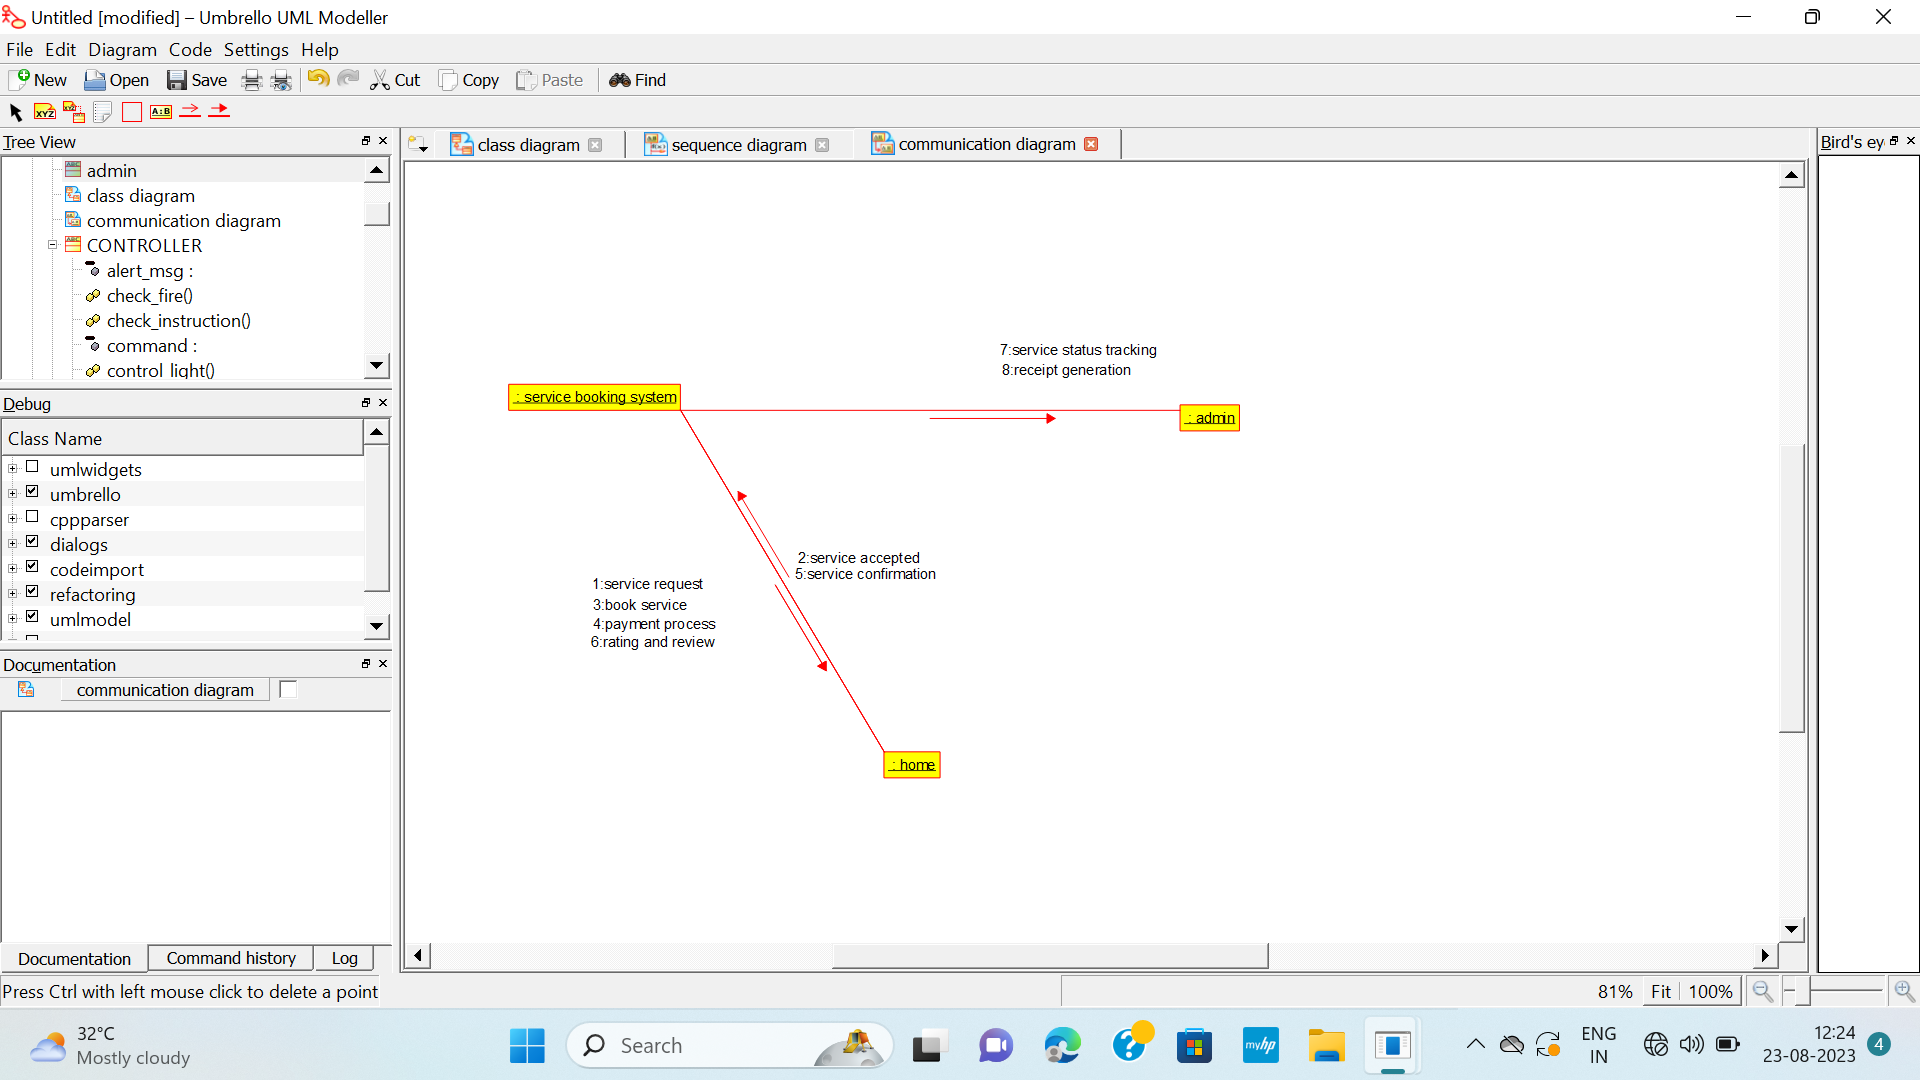 Untitled [modified] – Umbrello UML Modeller
File Edit Diagram Code Settings Help
New Open Save Cut Copy Paste Find
XYZ XYZ A:B
Tree View
admin
class diagram
communication diagram
CONTROLLER
alert_msg :
check_fire()
check_instruction()
command :
control_light()
Debug
Class Name
umlwidgets
umbrello
cppparser
dialogs
codeimport
refactoring
umlmodel
Documentation
communication diagram
Documentation Command history Log
Press Ctrl with left mouse click to delete a point
class diagram sequence diagram communication diagram
7:service status tracking
8:receipt generation
: service booking system
: admin
2:service accepted
5:service confirmation
1:service request
3:book service
4:payment process
6:rating and review
: home
Bird's ey
81% Fit 100%
32°C
Mostly cloudy
Search
myhp
ENG
IN
12:24
23-08-2023
4